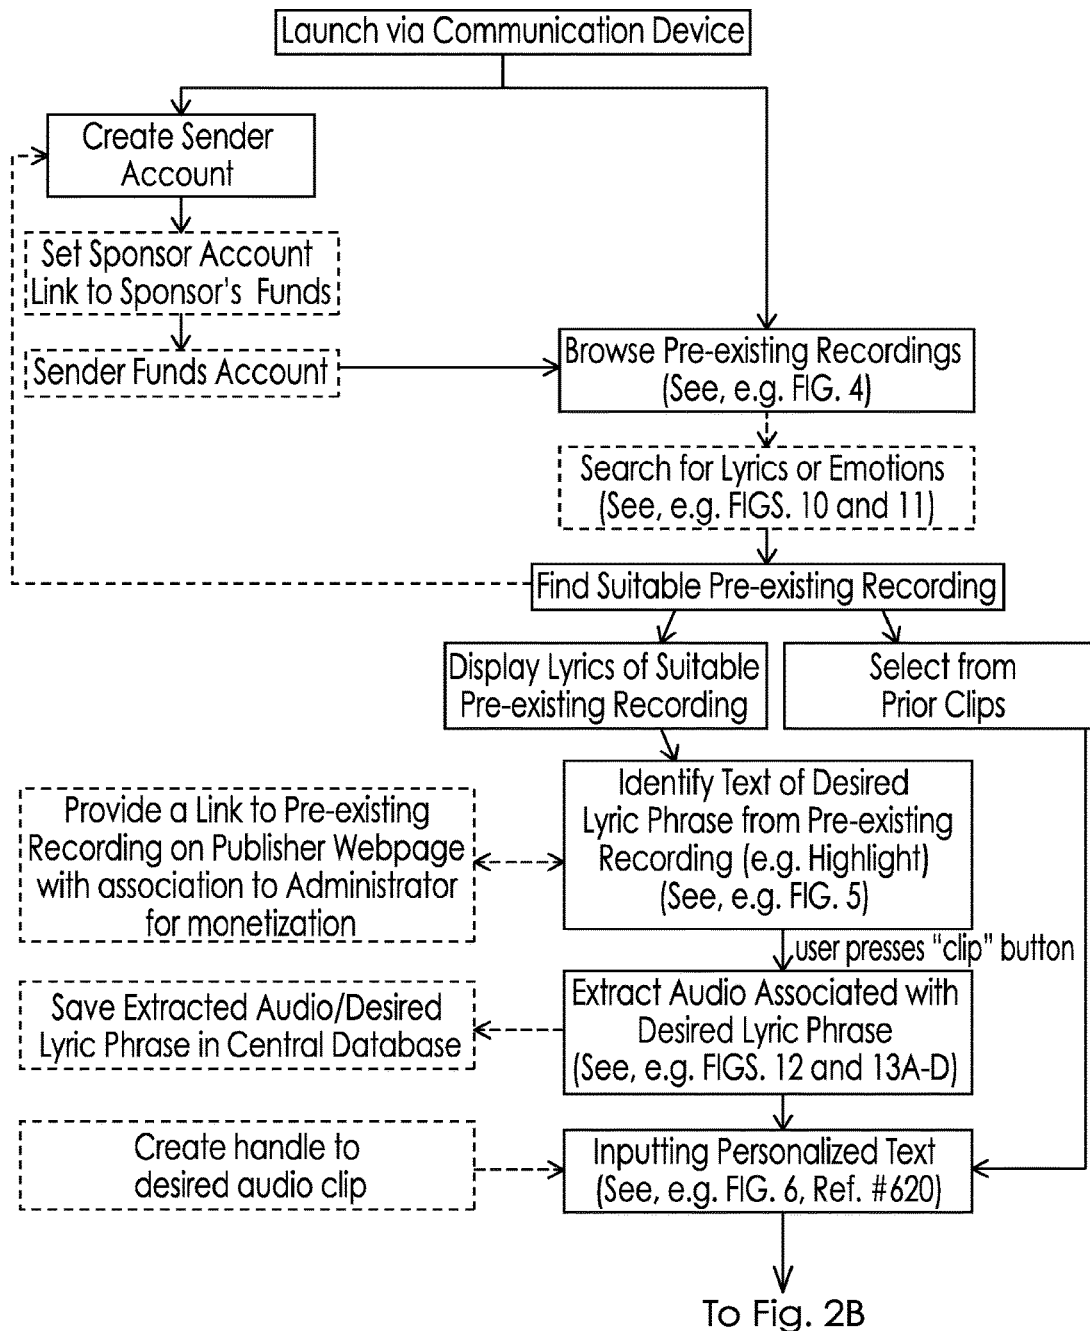 Launch via Communication Device
Create Sender
Account
Set Sponsor Account
Link to Sponsor's Funds
Sender Funds Account
Browse Pre-existing Recordings
(See, e.g. FIG. 4)
Search for Lyrics or Emotions
(See, e.g. FIGS. 10 and 11)
Find Suitable Pre-existing Recording
Display Lyrics of Suitable
Pre-existing Recording
Select from
Prior Clips
Identify Text of Desired
Lyric Phrase from Pre-existing
Recording (e.g. Highlight)
(See, e.g. FIG. 5)
Provide a Link to Pre-existing
Recording on Publisher Webpage
with association to Administrator
for monetization
user presses "clip" button
Extract Audio Associated with
Desired Lyric Phrase
(See, e.g. FIGS. 12 and 13A-D)
Save Extracted Audio/Desired
Lyric Phrase in Central Database
Create handle to
desired audio clip
Inputting Personalized Text
(See, e.g. FIG. 6, Ref. #620)
To Fig. 2B